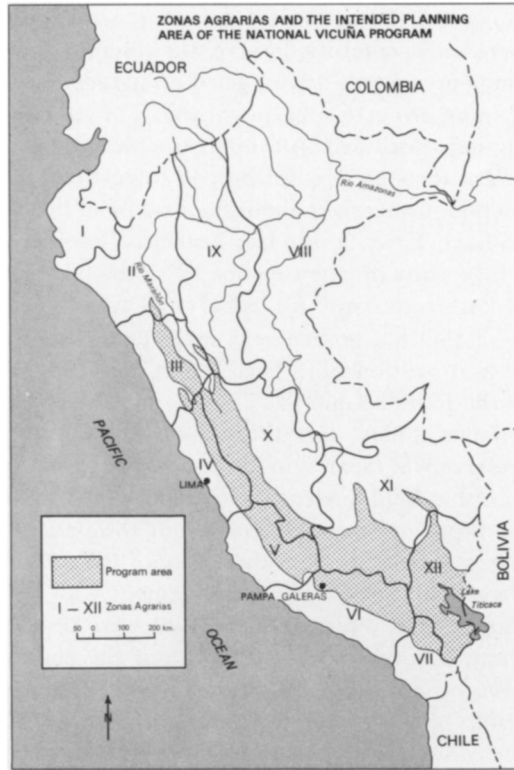 ZONAS AGRARIAS AND THE INTENDED PLANNING
AREA OF THE NATIONAL VICUÑA PROGRAM
ECUADOR
COLOMBIA
Río Amazonas
I
II
Río Marañón
IX
VIII
III
X
PACIFIC
IV
LIMA
XI
V
XII
BOLIVIA
Lake
Titicaca
PAMPA GALERAS
VI
VII
OCEAN
CHILE
Program area
I – XII Zonas Agrarias
50 0 100 200 km.
N